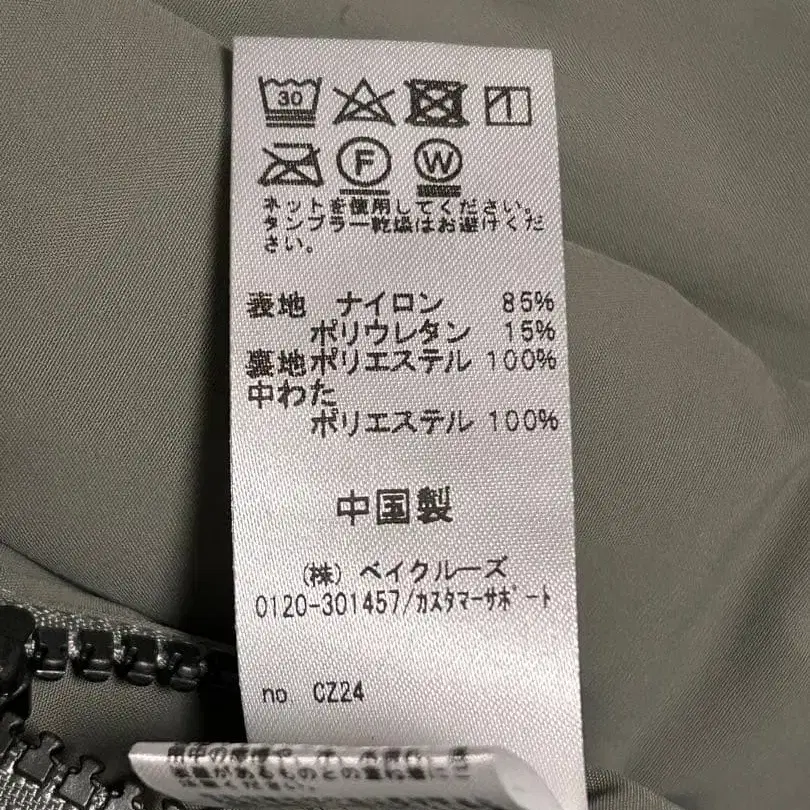 30
F W
ネットを使用してください。
タンブラー乾燥はお避けくだ
さい。
表地 ナイロン 85%
ポリウレタン 15%
裏地 ポリエステル 100%
中わた
ポリエステル 100%
中国製
(株) ベイクルーズ
0120-301457/カスタマーサポート
no CZ24